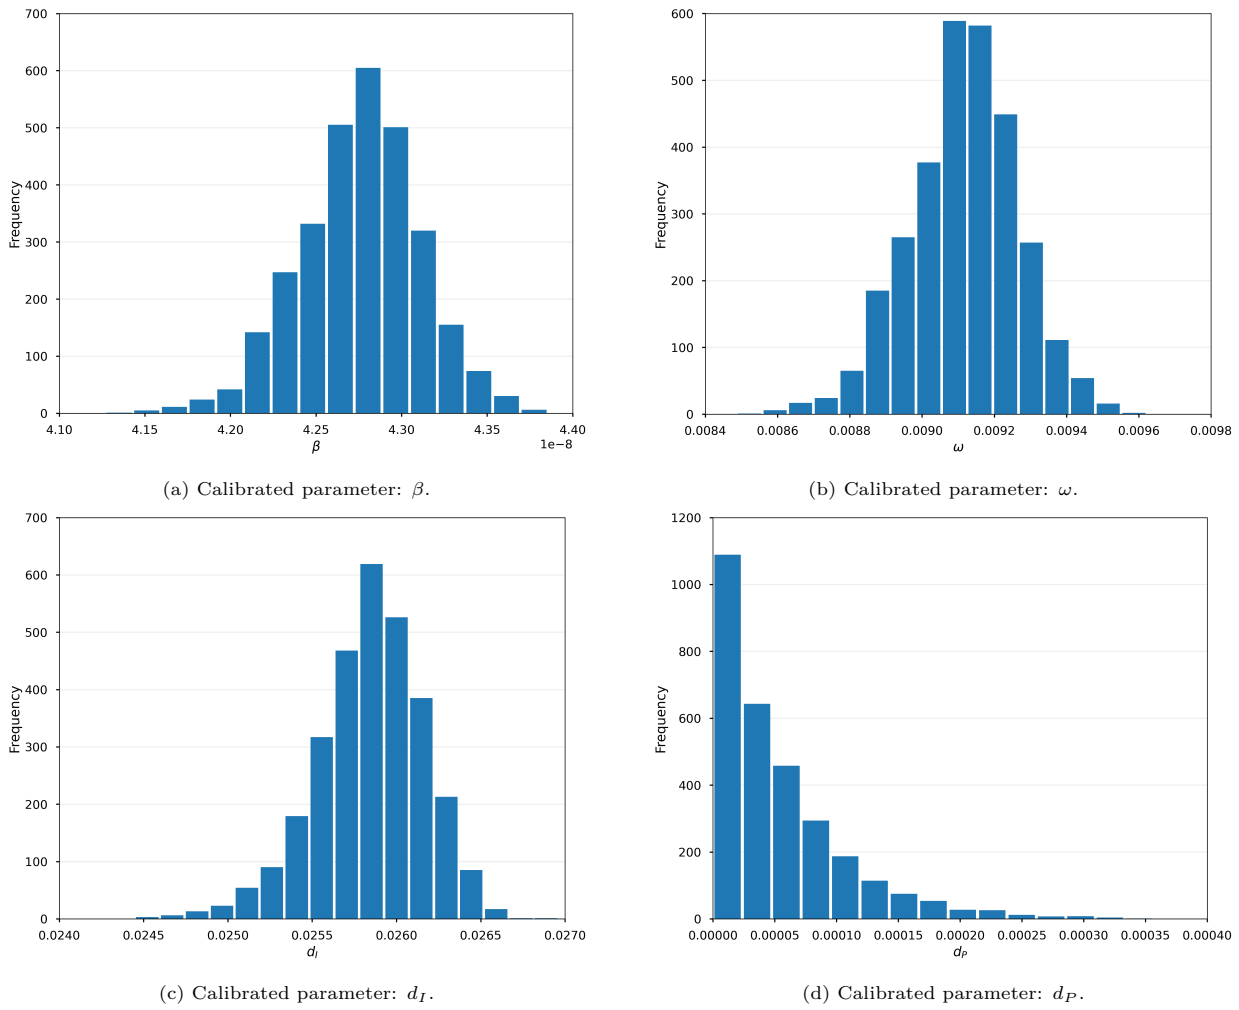 700
600
500
400
300
200
100
0
Frequency
4.10 4.15 4.20 4.25 4.30 4.35 4.40
1e−8
β
(a) Calibrated parameter: β.
600
500
400
300
200
100
0
Frequency
0.0084 0.0086 0.0088 0.0090 0.0092 0.0094 0.0096 0.0098
ω
(b) Calibrated parameter: ω.
700
600
500
400
300
200
100
0
Frequency
0.0240 0.0245 0.0250 0.0255 0.0260 0.0265 0.0270
d_I
(c) Calibrated parameter: d_I.
1200
1000
800
600
400
200
0
Frequency
0.00000 0.00005 0.00010 0.00015 0.00020 0.00025 0.00030 0.00035 0.00040
d_P
(d) Calibrated parameter: d_P.